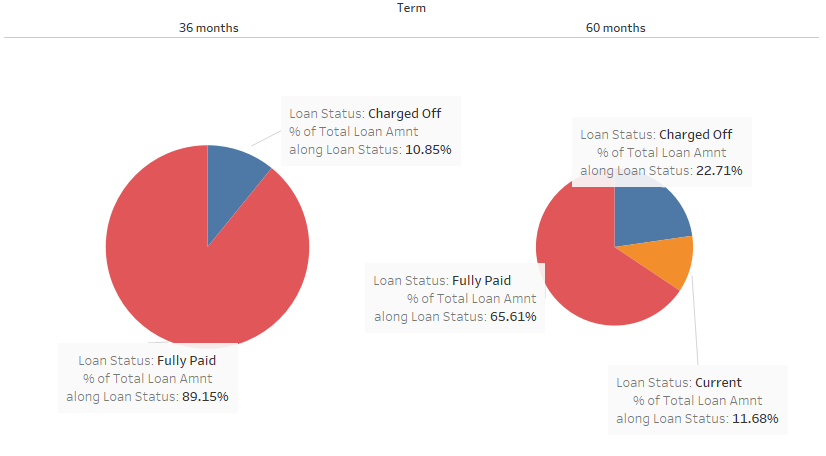 Term
36 months
60 months
Loan Status: Charged Off
% of Total Loan Amnt
along Loan Status: 10.85%
Loan Status: Charged Off
% of Total Loan Amnt
along Loan Status: 22.71%
Loan Status: Fully Paid
% of Total Loan Amnt
along Loan Status: 65.61%
Loan Status: Fully Paid
% of Total Loan Amnt
along Loan Status: 89.15%
Loan Status: Current
% of Total Loan Amnt
along Loan Status: 11.68%